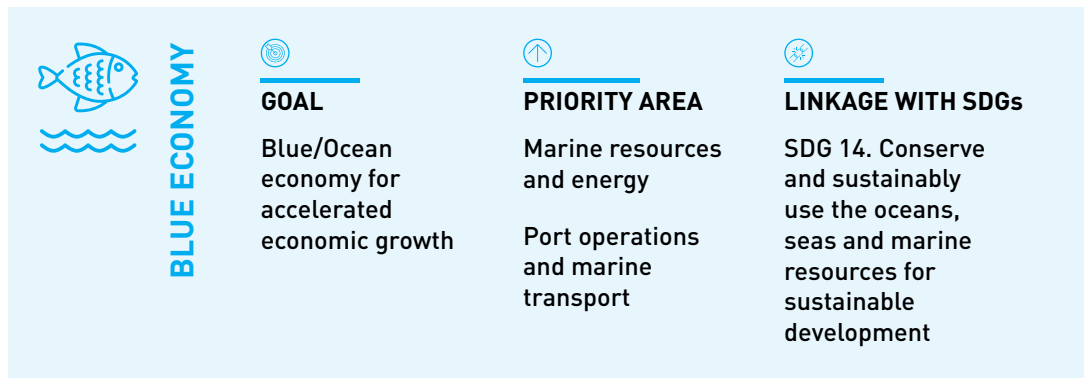 BLUE ECONOMY
GOAL
Blue/Ocean
economy for
accelerated
economic growth
PRIORITY AREA
Marine resources
and energy
Port operations
and marine
transport
LINKAGE WITH SDGs
SDG 14. Conserve
and sustainably
use the oceans,
seas and marine
resources for
sustainable
development